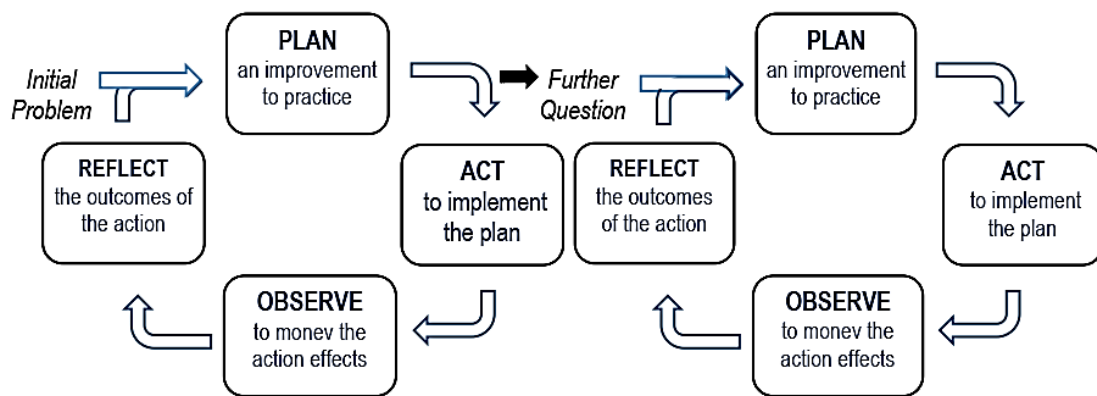 Initial
Problem
PLAN
an improvement
to practice
ACT
to implement
the plan
OBSERVE
to monev the
action effects
REFLECT
the outcomes of
the action
Further
Question
PLAN
an improvement
to practice
ACT
to implement
the plan
OBSERVE
to monev the
action effects
REFLECT
the outcomes
of the action